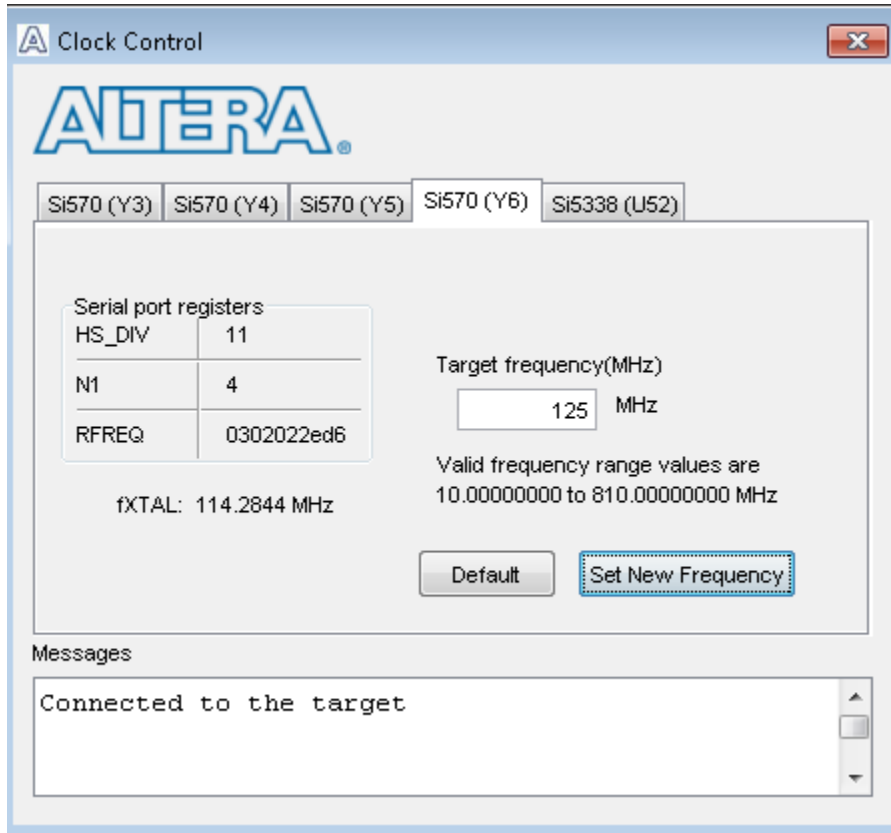 Clock Control
ALTERA®
Si570 (Y3) Si570 (Y4) Si570 (Y5) Si570 (Y6) Si5338 (U52)
Serial port registers
HS_DIV 11
N1 4
RFREQ 0302022ed6
fXTAL: 114.2844 MHz
Target frequency(MHz)
125 MHz
Valid frequency range values are
10.00000000 to 810.00000000 MHz
Default Set New Frequency
Messages
Connected to the target